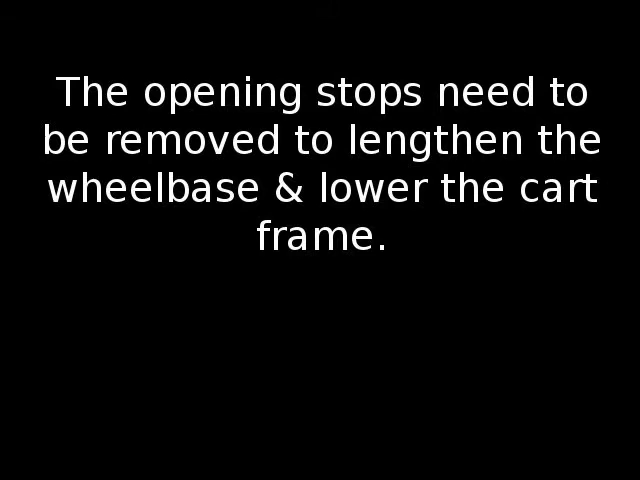 The opening stops need to
be removed to lengthen the
wheelbase & lower the cart
frame.